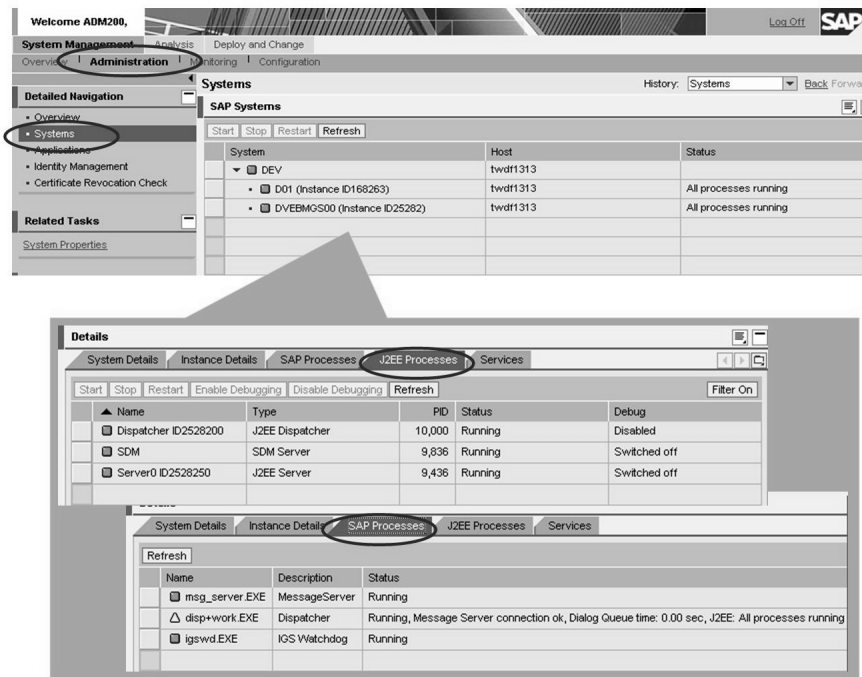 Welcome ADM200,
Log Off SAP
System Management Analysis Deploy and Change
Overview Administration Monitoring Configuration
Detailed Navigation
Overview
Systems
Applications
Identity Management
Certificate Revocation Check
Related Tasks
System Properties
Systems
History: Systems Back Forwa
SAP Systems
Start Stop Restart Refresh
System Host Status
DEV twdf1313
D01 (Instance ID168263) twdf1313 All processes running
DVEBMGS00 (Instance ID25282) twdf1313 All processes running
Details
System Details Instance Details SAP Processes J2EE Processes Services
Start Stop Restart Enable Debugging Disable Debugging Refresh Filter On
Name Type PID Status Debug
Dispatcher ID2528200 J2EE Dispatcher 10,000 Running Disabled
SDM SDM Server 9,836 Running Switched off
Server0 ID2528250 J2EE Server 9,436 Running Switched off
Details
System Details Instance Details SAP Processes J2EE Processes Services
Refresh
Name Description Status
msg_server.EXE MessageServer Running
disp+work.EXE Dispatcher Running, Message Server connection ok, Dialog Queue time: 0.00 sec, J2EE: All processes running
igswd.EXE IGS Watchdog Running